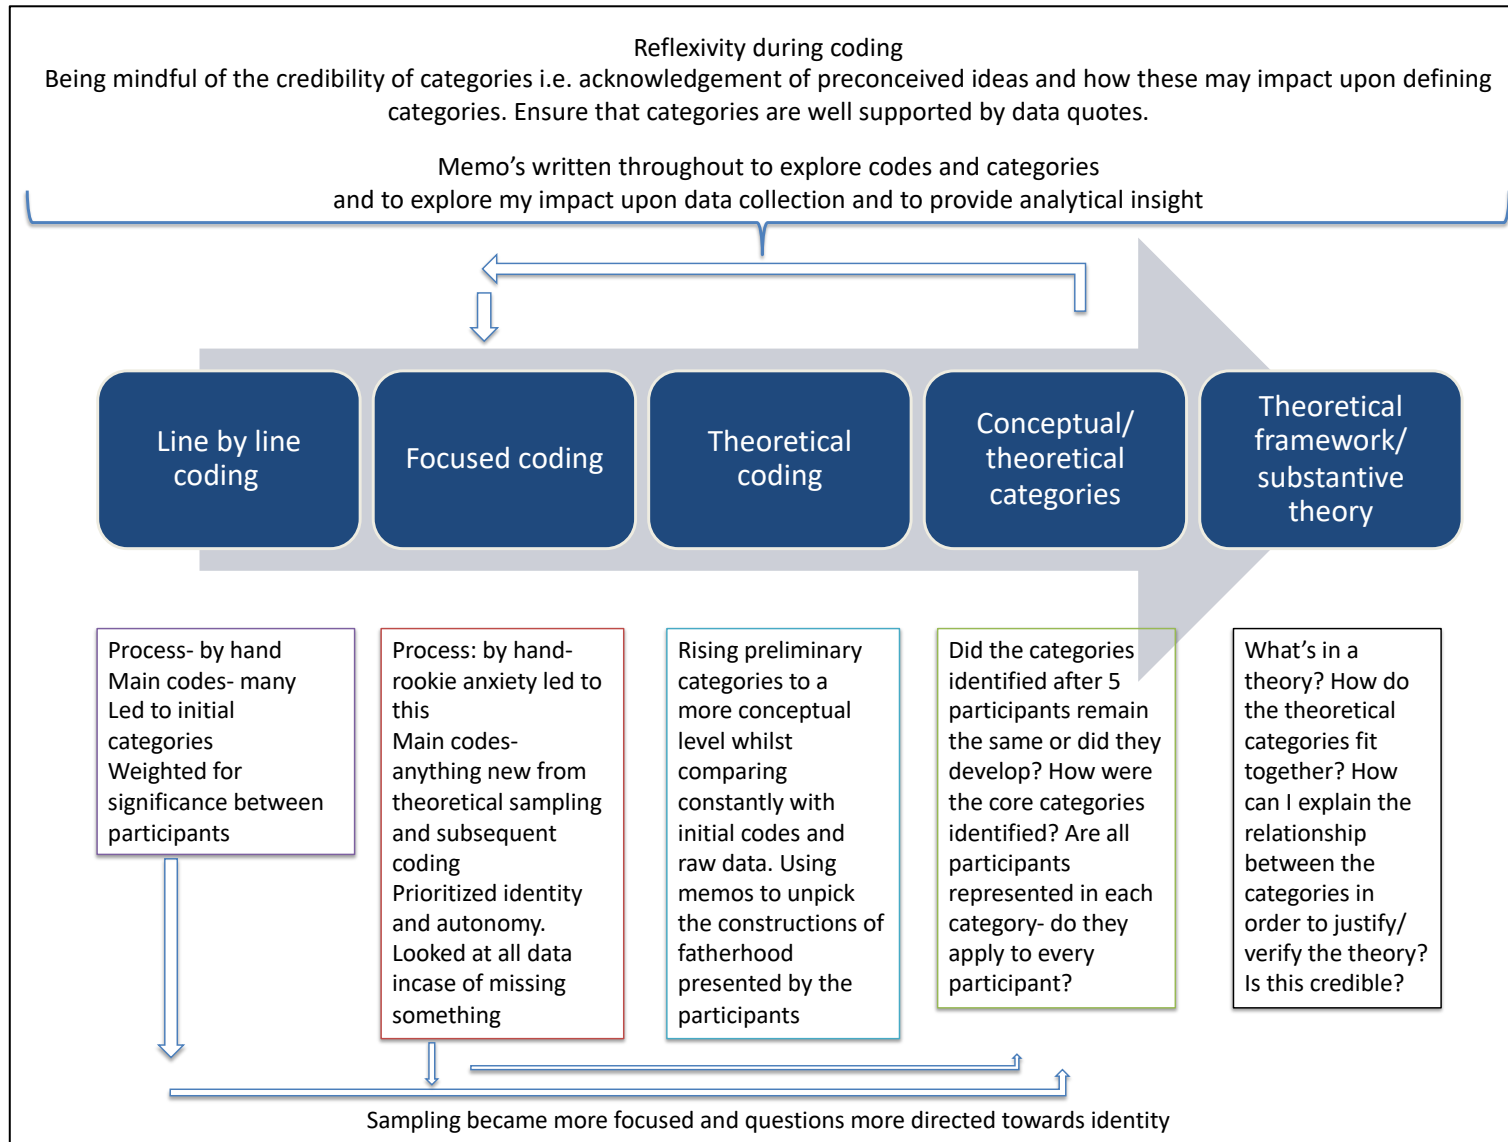 Reflexivity during coding
Being mindful of the credibility of categories i.e. acknowledgement of preconceived ideas and how these may impact upon defining
categories. Ensure that categories are well supported by data quotes.
Memo's written throughout to explore codes and categories
and to explore my impact upon data collection and to provide analytical insight
Line by line
coding
Focused coding
Theoretical
coding
Conceptual/
theoretical
categories
Theoretical
framework/
substantive
theory
Process- by hand
Main codes- many
Led to initial
categories
Weighted for
significance between
participants
Process: by hand-
rookie anxiety led to
this
Main codes-
anything new from
theoretical sampling
and subsequent
coding
Prioritized identity
and autonomy.
Looked at all data
incase of missing
something
Rising preliminary
categories to a
more conceptual
level whilst
comparing
constantly with
initial codes and
raw data. Using
memos to unpick
the constructions of
fatherhood
presented by the
participants
Did the categories
identified after 5
participants remain
the same or did they
develop? How were
the core categories
identified? Are all
participants
represented in each
category- do they
apply to every
participant?
What's in a
theory? How do
the theoretical
categories fit
together? How
can I explain the
relationship
between the
categories in
order to justify/
verify the theory?
Is this credible?
Sampling became more focused and questions more directed towards identity